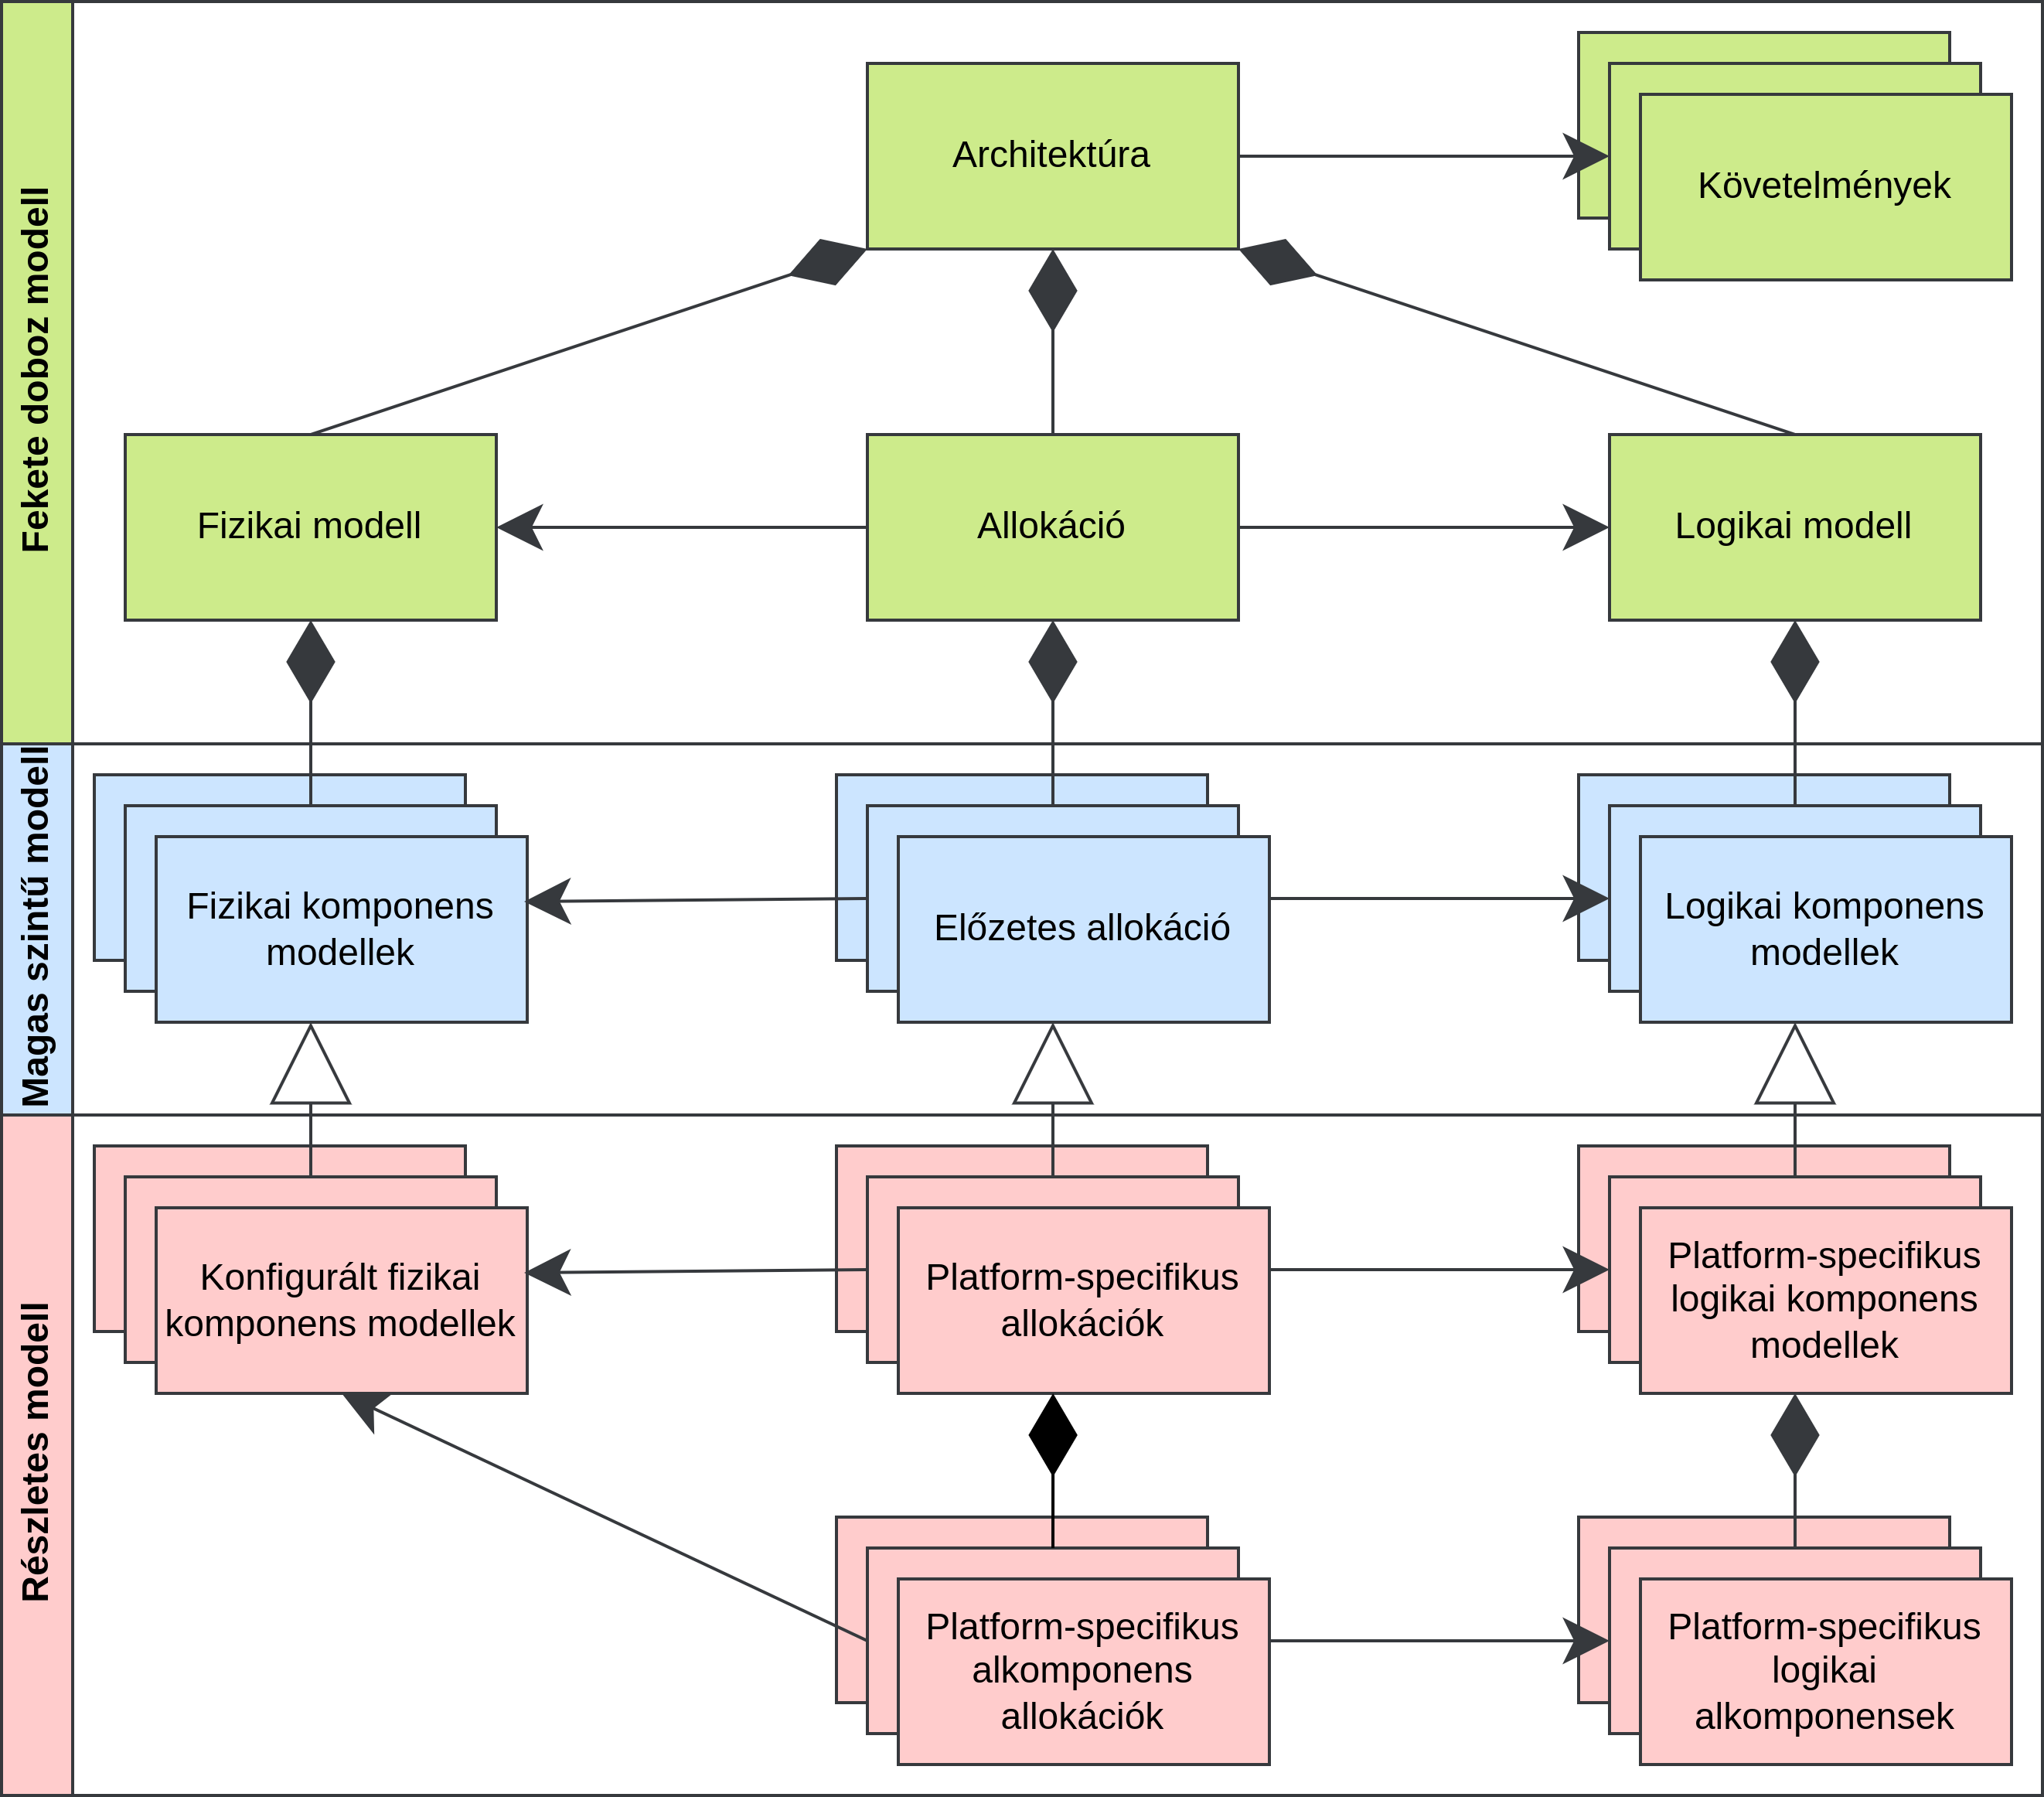 Fekete doboz modell
Architektúra
Követelmények
Fizikai modell
Allokáció
Logikai modell
Magas szintű modell
Fizikai komponens
modellek
Előzetes allokáció
Logikai komponens
modellek
Részletes modell
Konfigurált fizikai
komponens modellek
Platform-specifikus
allokációk
Platform-specifikus
logikai komponens
modellek
Platform-specifikus
alkomponens
allokációk
Platform-specifikus
logikai
alkomponensek